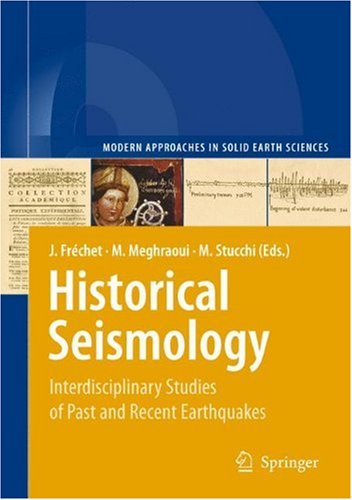 MODERN APPROACHES IN SOLID EARTH SCIENCES
COLLECTION
ACADEMIQUE
Preliminary tremors
Beginning of violent disturbance
J. Fréchet • M. Meghraoui • M. Stucchi (Eds.)
Historical
Seismology
Interdisciplinary Studies
of Past and Recent Earthquakes
Springer